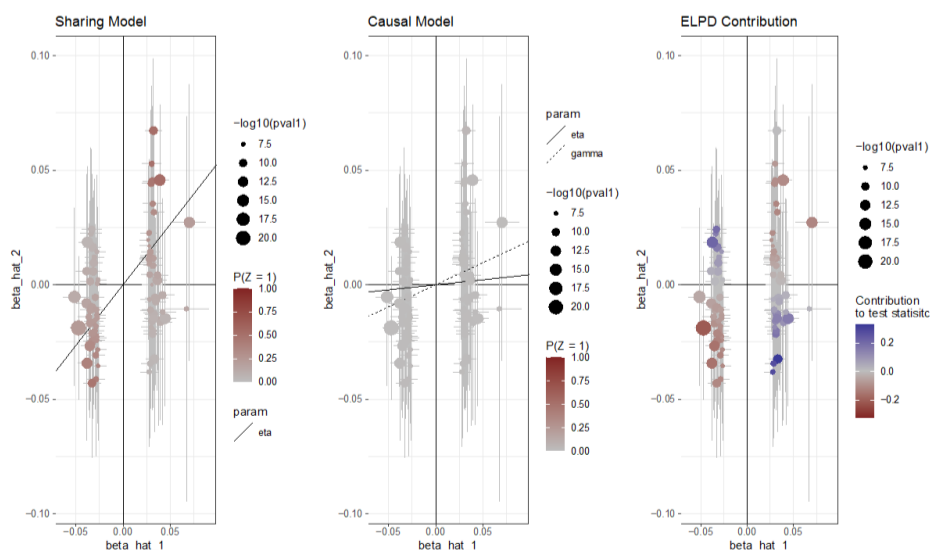 Sharing Model
0.10
0.05
0.00
−0.05
−0.10
beta_hat_2
−0.05 0.00 0.05
beta_hat_1
−log10(pval1)
7.5
10.0
12.5
15.0
17.5
20.0
P(Z = 1)
1.00
0.75
0.50
0.25
0.00
param
eta
Causal Model
0.10
0.05
0.00
−0.05
−0.10
beta_hat_2
−0.05 0.00 0.05
beta_hat_1
param
eta
gamma
−log10(pval1)
7.5
10.0
12.5
15.0
17.5
20.0
P(Z = 1)
1.00
0.75
0.50
0.25
0.00
ELPD Contribution
0.10
0.05
0.00
−0.05
−0.10
beta_hat_2
−0.05 0.00 0.05
beta_hat_1
−log10(pval1)
7.5
10.0
12.5
15.0
17.5
20.0
Contribution
to test statisitc
0.2
0.0
−0.2